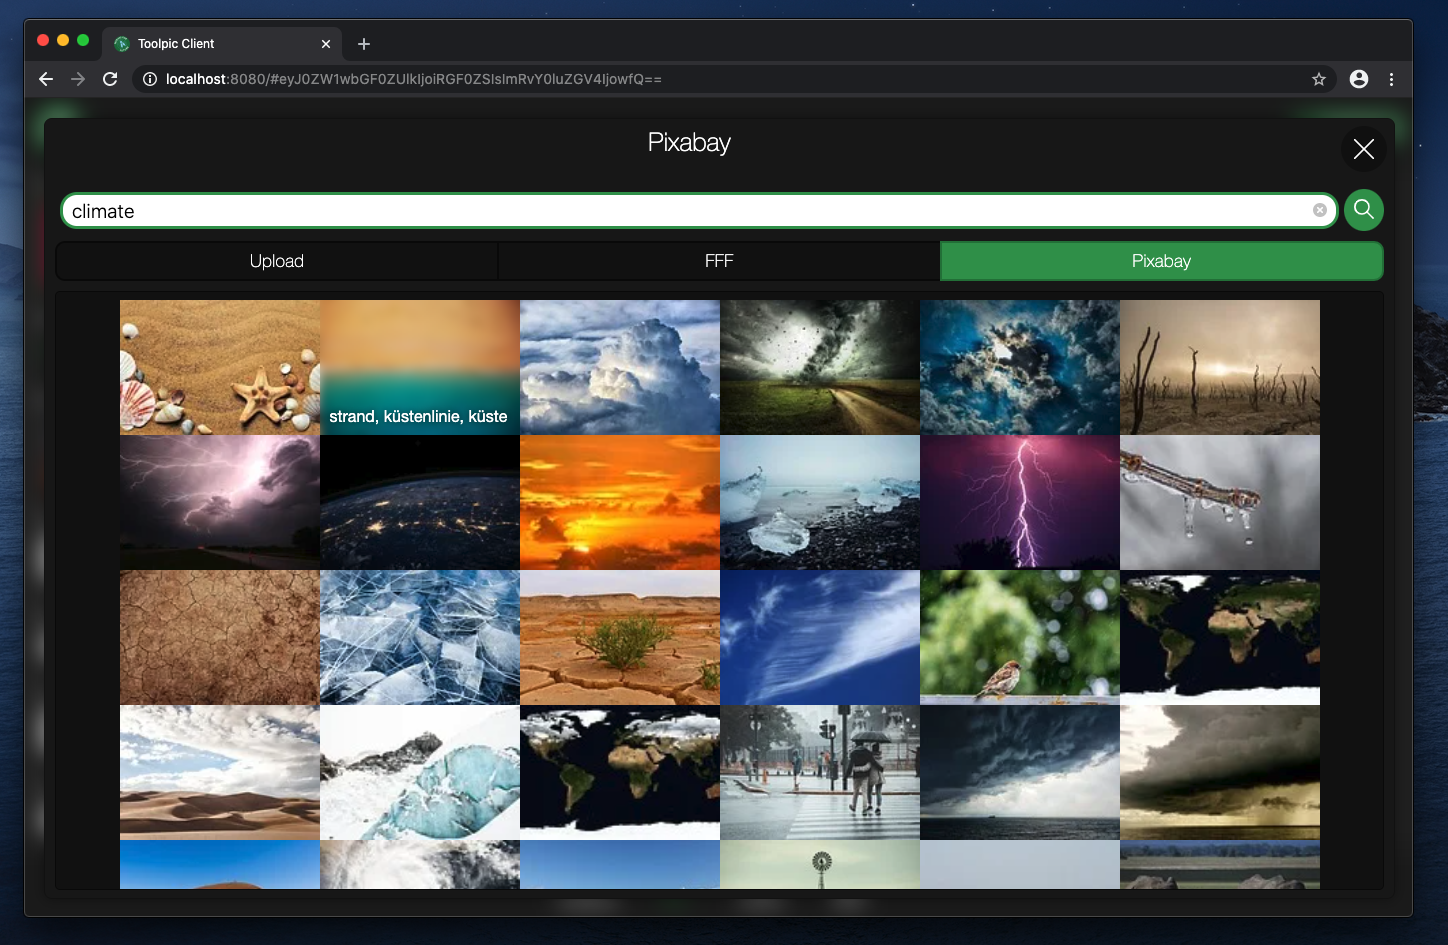 Toolpic Client
localhost:8080/#eyJ0ZW1wbGF0ZUlkIjoiRGF0ZSIsImRvY0luZGV4IjowfQ==
Pixabay
climate
Upload
FFF
Pixabay
strand, küstenlinie, küste